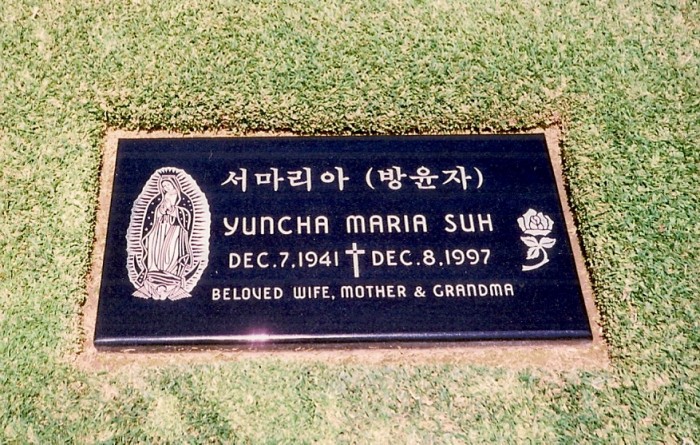 서마리아 (방윤자)
YUNCHA MARIA SUH
DEC.7,1941 † DEC.8,1997
BELOVED WIFE, MOTHER & GRANDMA